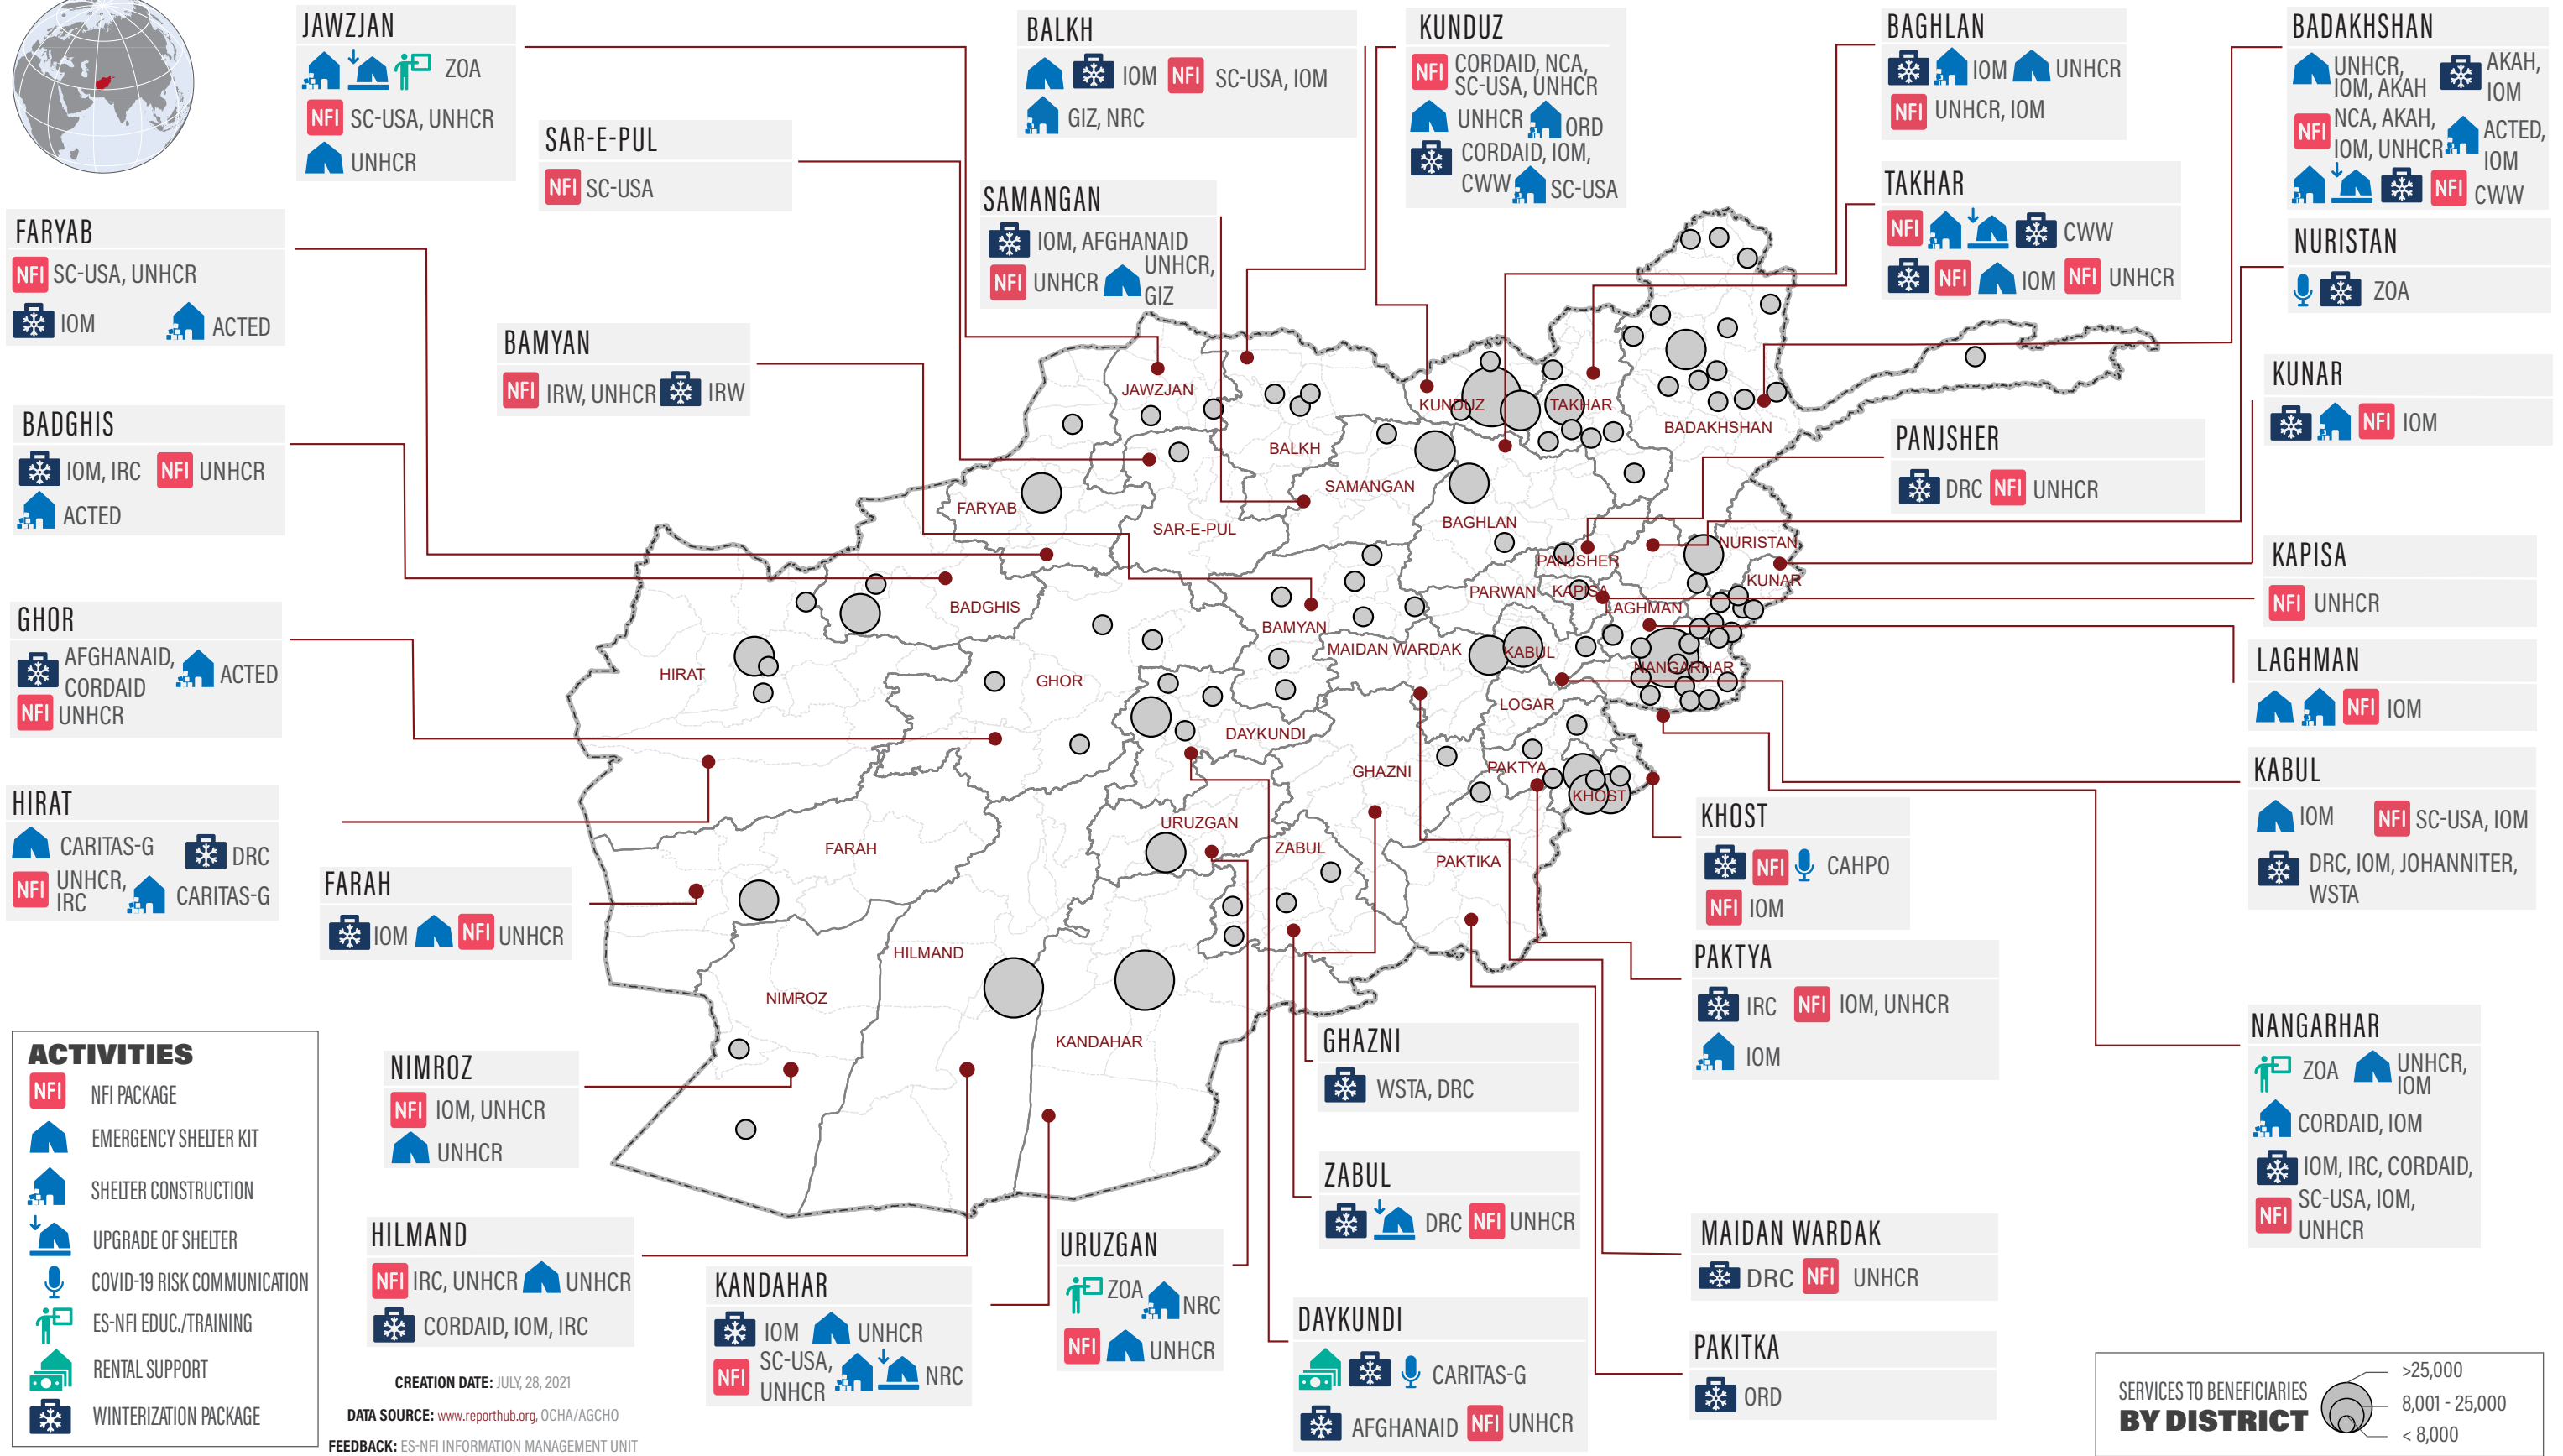 JAWZJAN
ZOA
NFI SC-USA, UNHCR
UNHCR
SAR-E-PUL
NFI SC-USA
BALKH
IOM NFI SC-USA, IOM
GIZ, NRC
SAMANGAN
IOM, AFGHANAID
NFI UNHCR UNHCR,
GIZ
KUNDUZ
NFI CORDAID, NCA,
SC-USA, UNHCR
UNHCR ORD
CORDAID, IOM,
CWW SC-USA
BAGHLAN
IOM UNHCR
NFI UNHCR, IOM
TAKHAR
NFI CWW
NFI IOM NFI UNHCR
BADAKHSHAN
UNHCR,
IOM, AKAH
AKAH,
IOM
NFI NCA, AKAH,
IOM, UNHCR
ACTED,
IOM
NFI CWW
NURISTAN
ZOA
KUNAR
NFI IOM
PANJSHER
DRC NFI UNHCR
KAPISA
NFI UNHCR
LAGHMAN
NFI IOM
KABUL
IOM NFI SC-USA, IOM
DRC, IOM, JOHANNITER,
WSTA
FARYAB
NFI SC-USA, UNHCR
IOM ACTED
BAMYAN
NFI IRW, UNHCR IRW
BADGHIS
IOM, IRC NFI UNHCR
ACTED
GHOR
AFGHANAID,
CORDAID
ACTED
NFI UNHCR
HIRAT
CARITAS-G DRC
NFI UNHCR,
IRC
CARITAS-G
FARAH
IOM NFI UNHCR
KHOST
NFI CAHPO
NFI IOM
PAKTYA
IRC NFI IOM, UNHCR
IOM
NANGARHAR
ZOA UNHCR,
IOM
CORDAID, IOM
IOM, IRC, CORDAID,
NFI SC-USA, IOM,
UNHCR
GHAZNI
WSTA, DRC
ZABUL
DRC NFI UNHCR
MAIDAN WARDAK
DRC NFI UNHCR
PAKITKA
ORD
NIMROZ
NFI IOM, UNHCR
UNHCR
HILMAND
NFI IRC, UNHCR UNHCR
CORDAID, IOM, IRC
KANDAHAR
IOM UNHCR
NFI SC-USA,
UNHCR
NRC
URUZGAN
ZOA NRC
NFI UNHCR
DAYKUNDI
CARITAS-G
AFGHANAID NFI UNHCR
JAWZJAN
KUNDUZ
TAKHAR
BADAKHSHAN
BALKH
SAMANGAN
FARYAB
SAR-E-PUL
BAGHLAN
NURISTAN
PANJSHER
KUNAR
PARWAN
KAPISA
LAGHMAN
BADGHIS
BAMYAN
MAIDAN WARDAK
KABUL
NANGARHAR
HIRAT
GHOR
LOGAR
DAYKUNDI
GHAZNI
PAKTYA
KHOST
URUZGAN
FARAH
ZABUL
PAKTIKA
HILMAND
NIMROZ
KANDAHAR
ACTIVITIES
NFI NFI PACKAGE
EMERGENCY SHELTER KIT
SHELTER CONSTRUCTION
UPGRADE OF SHELTER
COVID-19 RISK COMMUNICATION
ES-NFI EDUC./TRAINING
RENTAL SUPPORT
WINTERIZATION PACKAGE
CREATION DATE: JULY, 28, 2021
DATA SOURCE: www.reporthub.org, OCHA/AGCHO
FEEDBACK: ES-NFI INFORMATION MANAGEMENT UNIT
SERVICES TO BENEFICIARIES
BY DISTRICT
>25,000
8,001 - 25,000
< 8,000